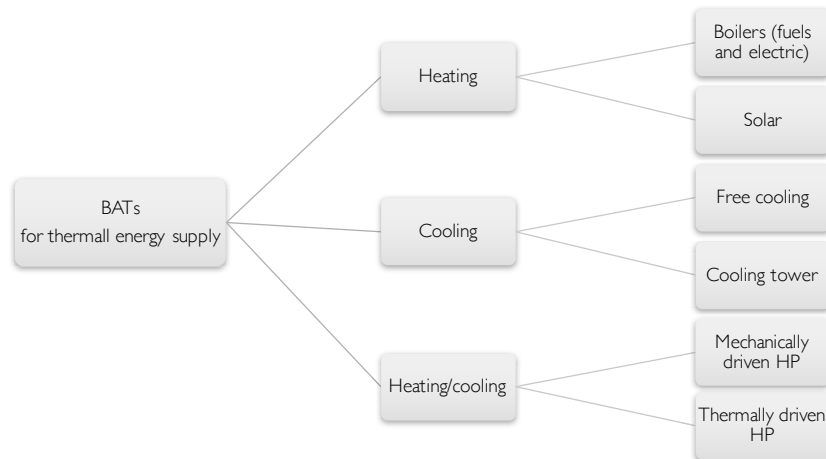 BATs
for thermall energy supply
Heating
Boilers (fuels
and electric)
Solar
Cooling
Free cooling
Cooling tower
Heating/cooling
Mechanically
driven HP
Thermally driven
HP